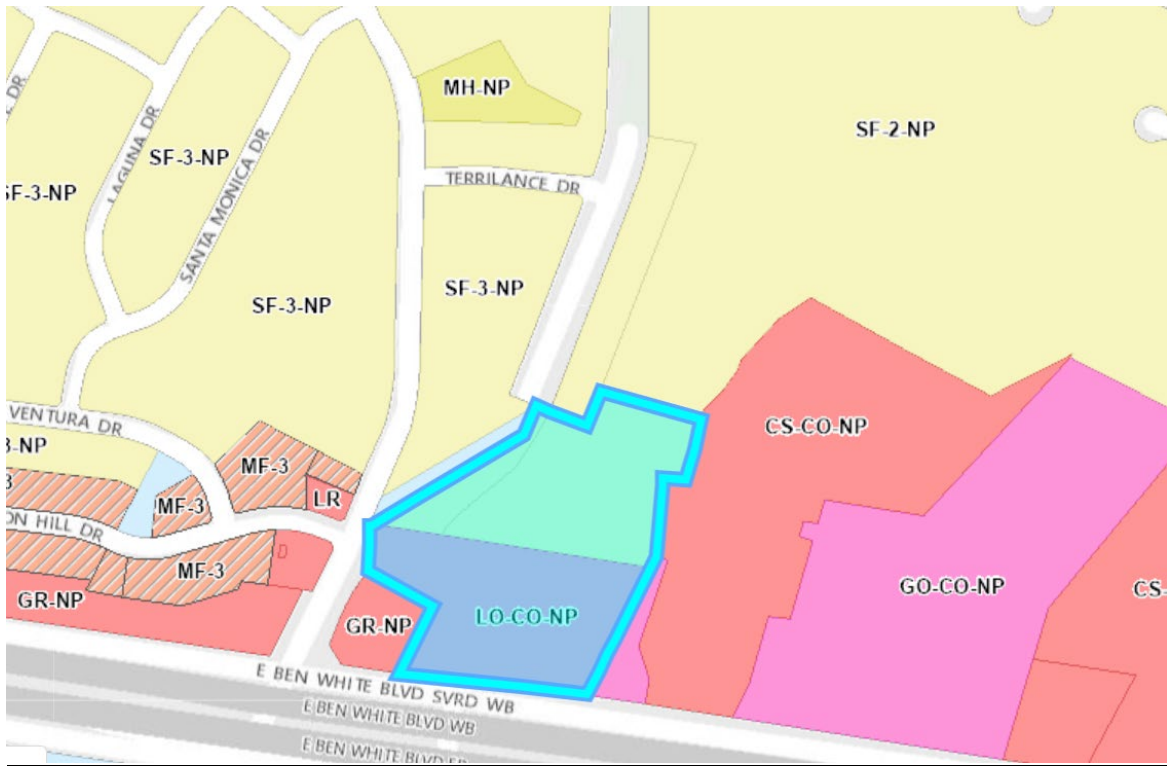 MH-NP
SF-2-NP
DR
LAGUNA DR
SF-3-NP
SANTA MONICA DR
TERRILANCE DR
SF-3-NP
SF-3-NP
SF-3-NP
VENTURA DR
3-NP
MF-3
CS-CO-NP
3
MF-3
LR
ON HILL DR
D
MF-3
GO-CO-NP
CS-
GR-NP
GR-NP
LO-CO-NP
E BEN WHITE BLVD SVRD WB
E BEN WHITE BLVD WB
E BEN WHITE BLVD